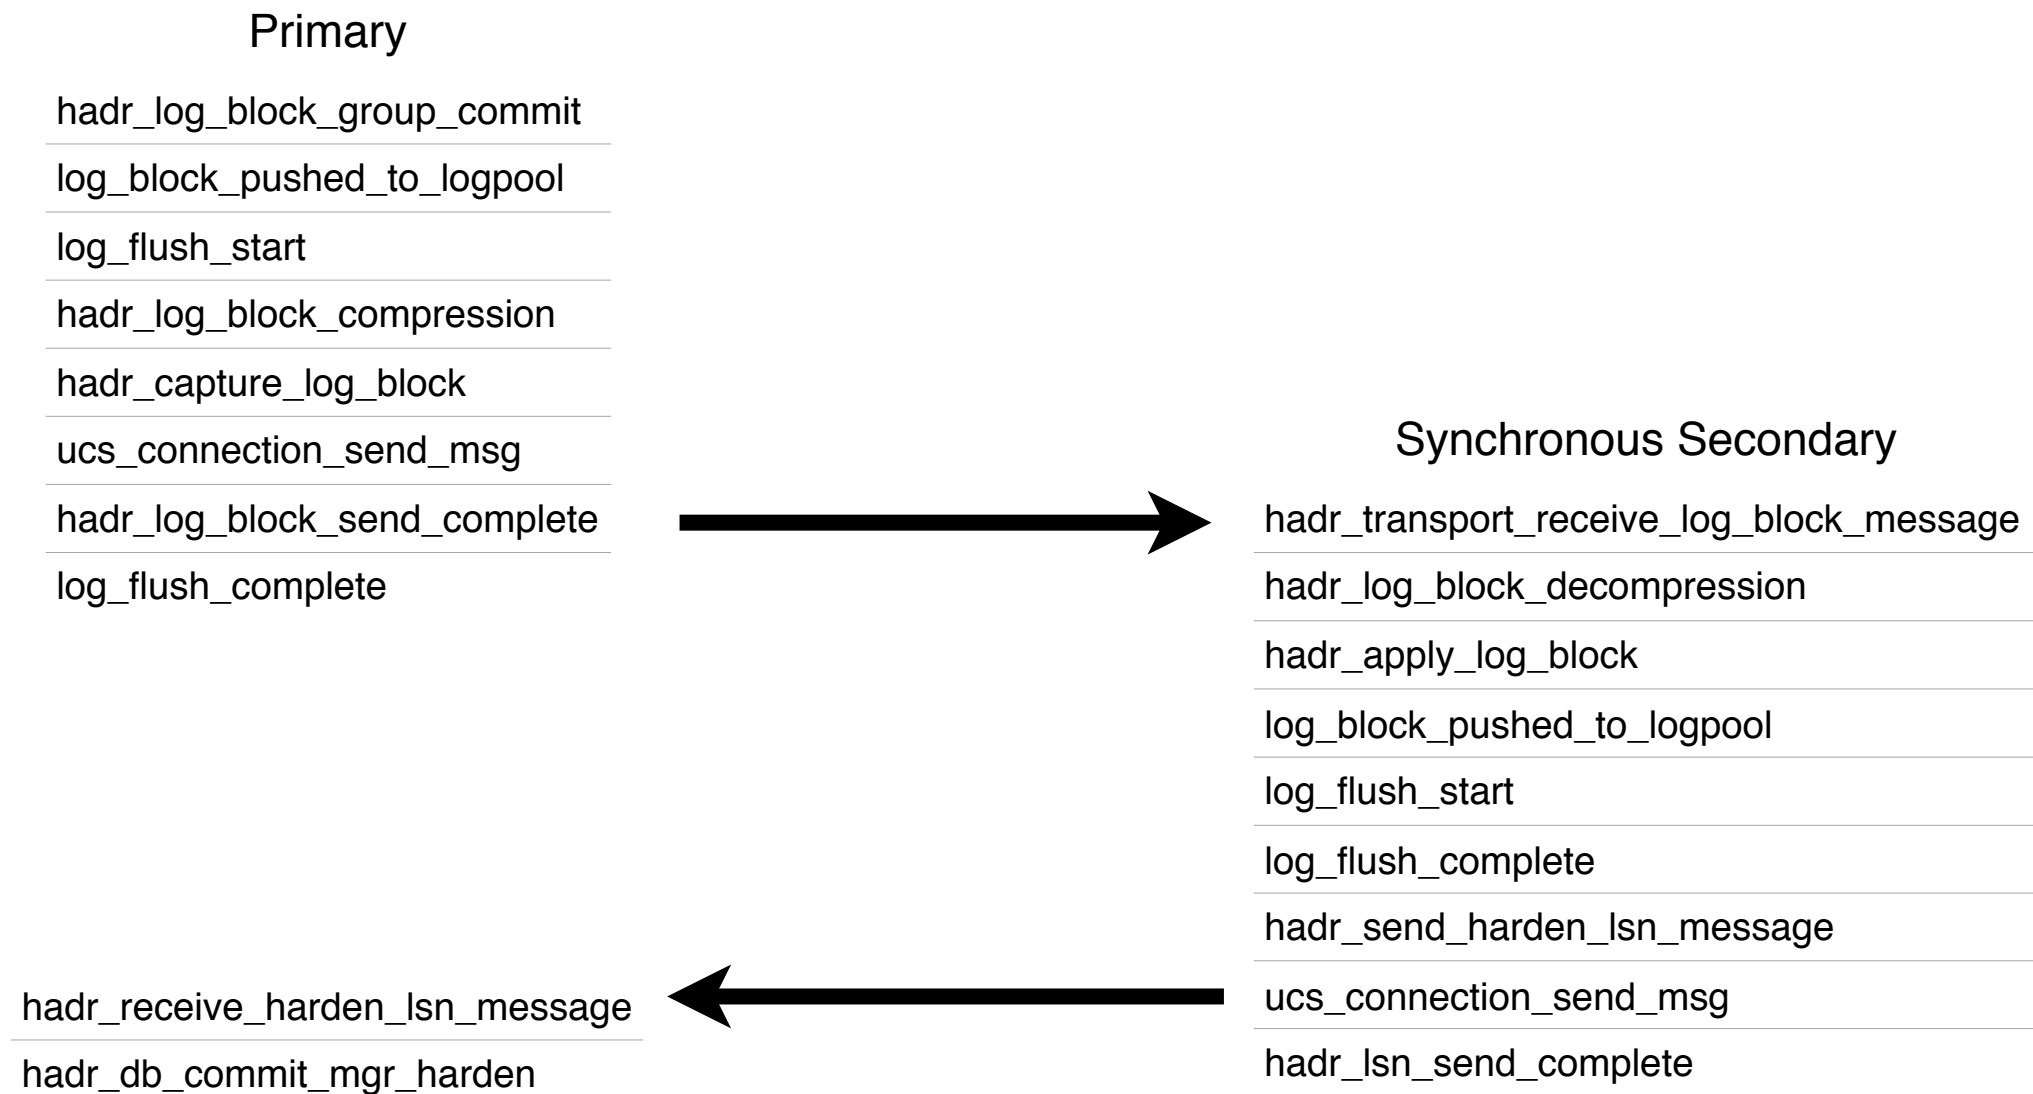 Primary
hadr_log_block_group_commit
log_block_pushed_to_logpool
log_flush_start
hadr_log_block_compression
hadr_capture_log_block
ucs_connection_send_msg
hadr_log_block_send_complete
log_flush_complete
Synchronous Secondary
hadr_transport_receive_log_block_message
hadr_log_block_decompression
hadr_apply_log_block
log_block_pushed_to_logpool
log_flush_start
log_flush_complete
hadr_send_harden_lsn_message
ucs_connection_send_msg
hadr_lsn_send_complete
hadr_receive_harden_lsn_message
hadr_db_commit_mgr_harden